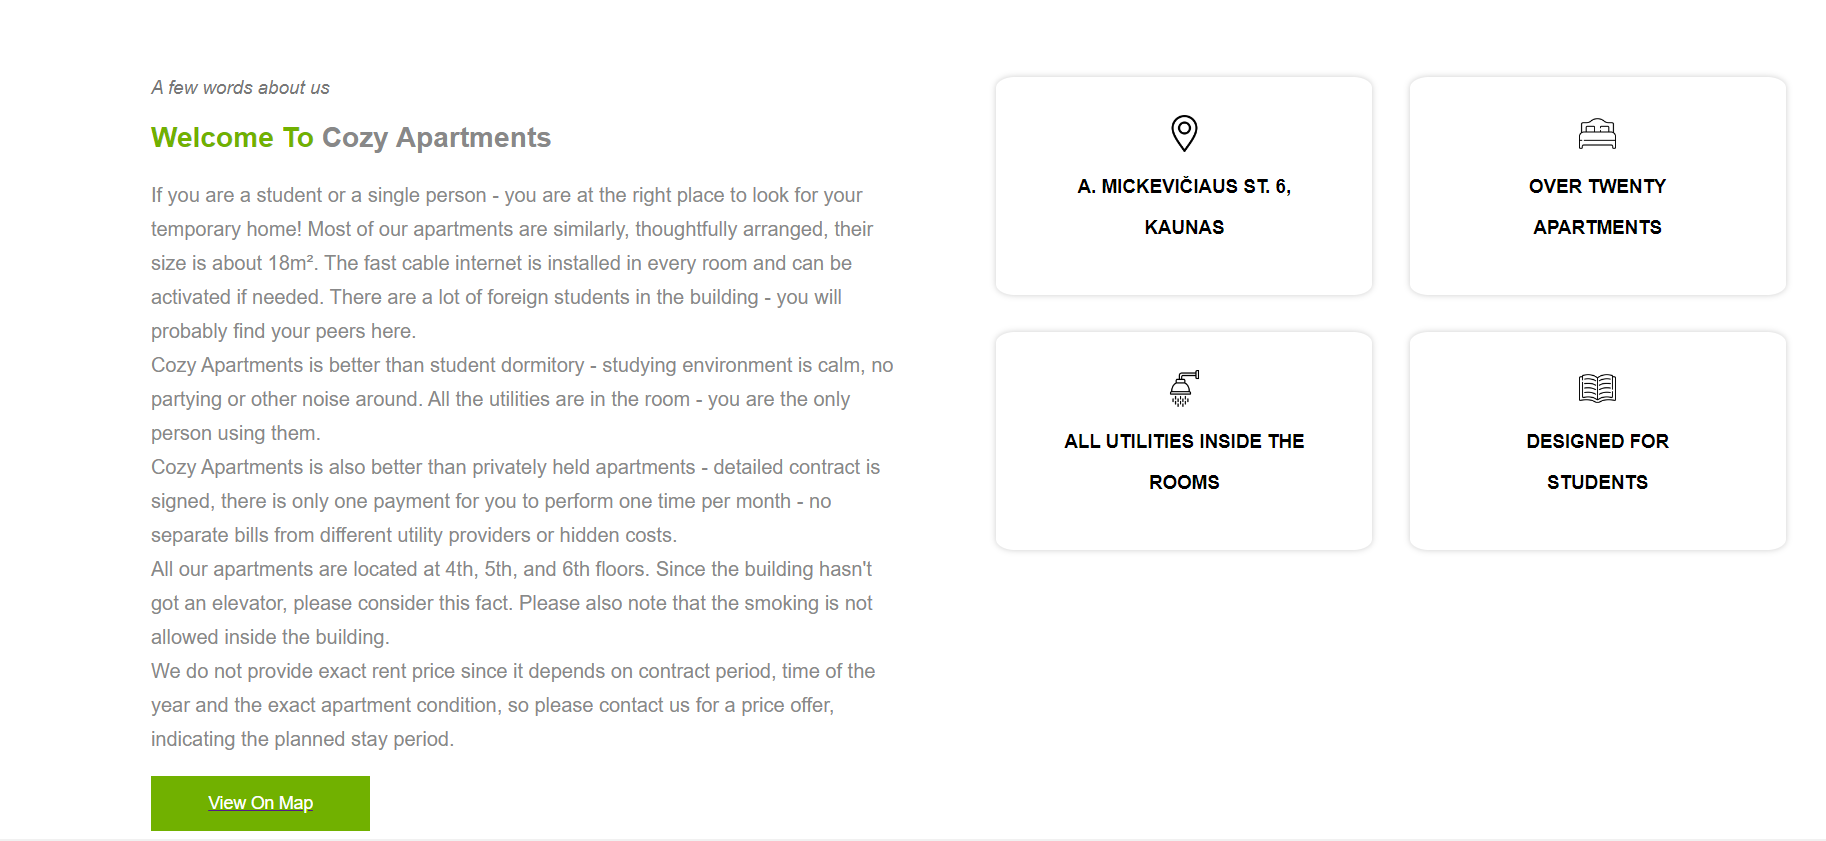 A few words about us
Welcome To Cozy Apartments
If you are a student or a single person - you are at the right place to look for your
temporary home! Most of our apartments are similarly, thoughtfully arranged, their
size is about 18m². The fast cable internet is installed in every room and can be
activated if needed. There are a lot of foreign students in the building - you will
probably find your peers here.
Cozy Apartments is better than student dormitory - studying environment is calm, no
partying or other noise around. All the utilities are in the room - you are the only
person using them.
Cozy Apartments is also better than privately held apartments - detailed contract is
signed, there is only one payment for you to perform one time per month - no
separate bills from different utility providers or hidden costs.
All our apartments are located at 4th, 5th, and 6th floors. Since the building hasn't
got an elevator, please consider this fact. Please also note that the smoking is not
allowed inside the building.
We do not provide exact rent price since it depends on contract period, time of the
year and the exact apartment condition, so please contact us for a price offer,
indicating the planned stay period.
View On Map
A. MICKEVIČIAUS ST. 6,
KAUNAS
OVER TWENTY
APARTMENTS
ALL UTILITIES INSIDE THE
ROOMS
DESIGNED FOR
STUDENTS